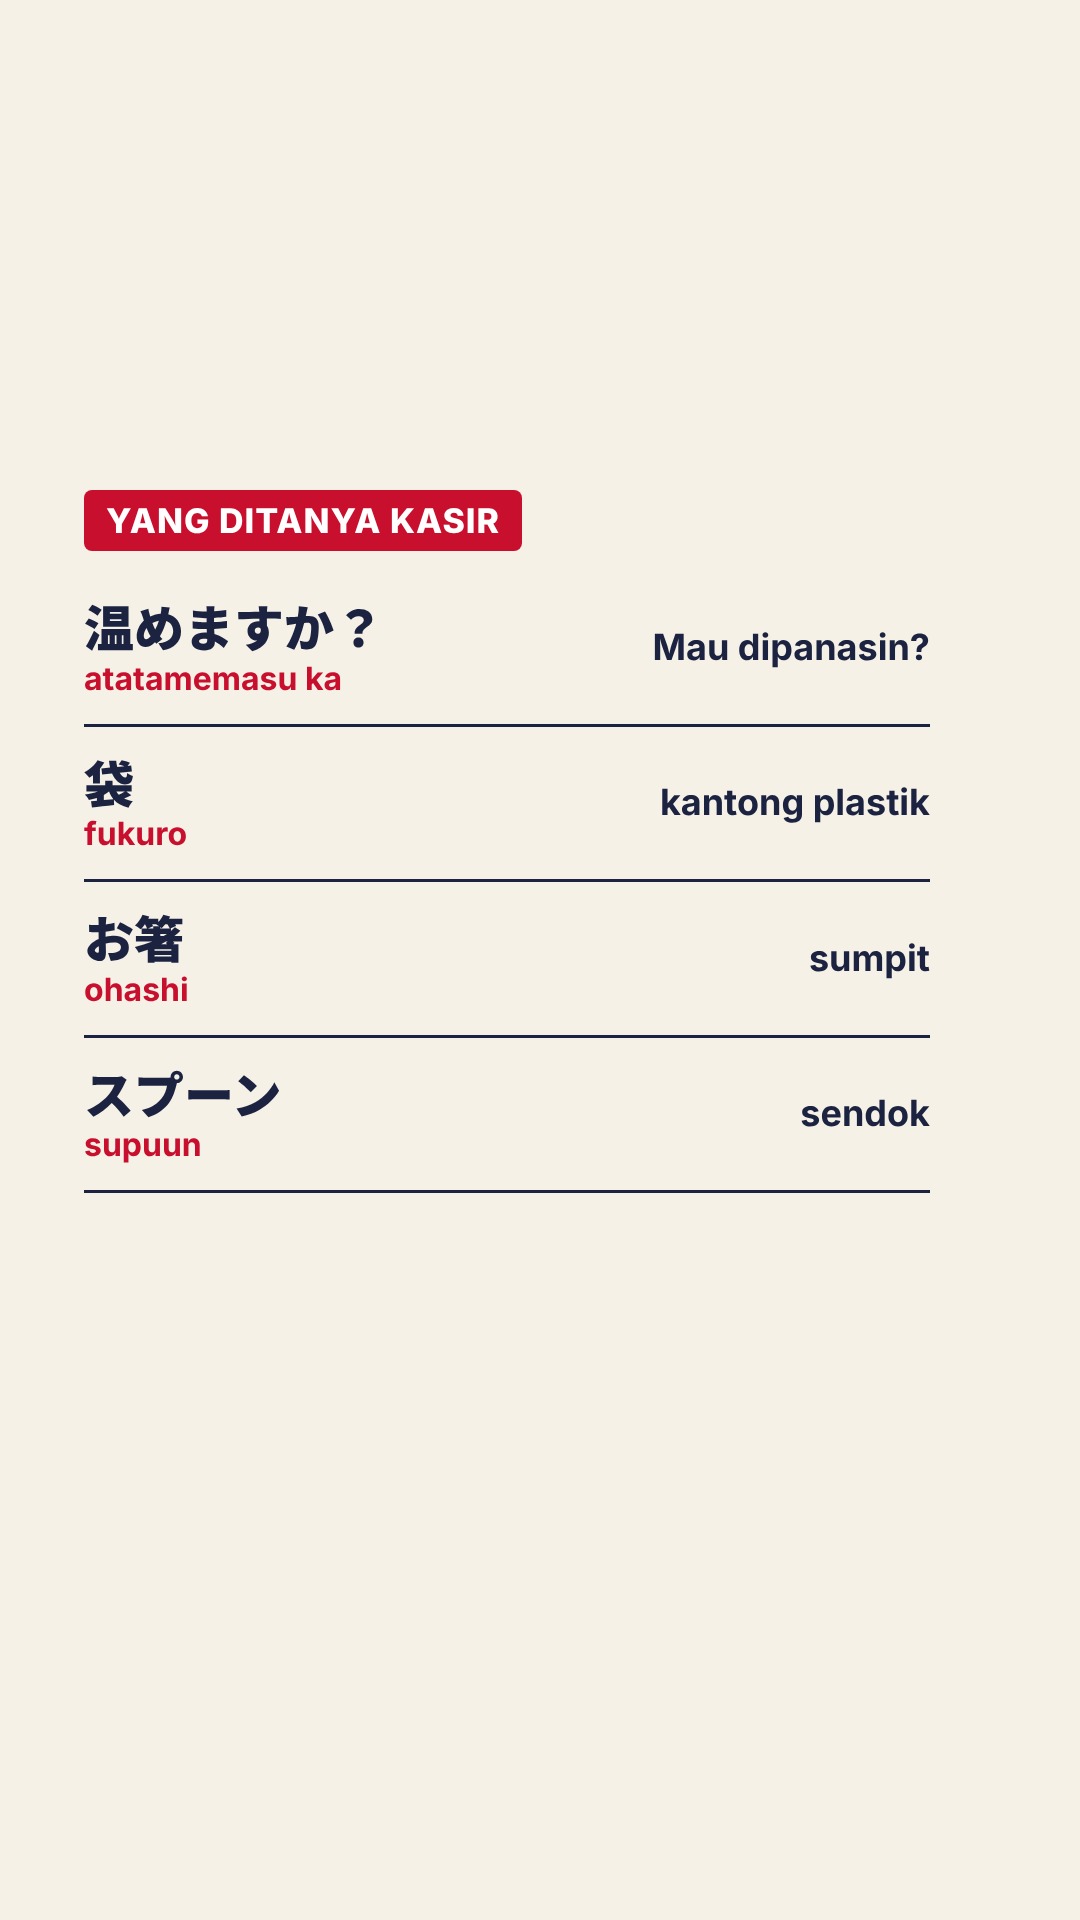 YANG DITANYA KASIR
温めますか？
atatamemasu ka
Mau dipanasin?
袋
fukuro
kantong plastik
お箸
ohashi
sumpit
スプーン
supuun
sendok